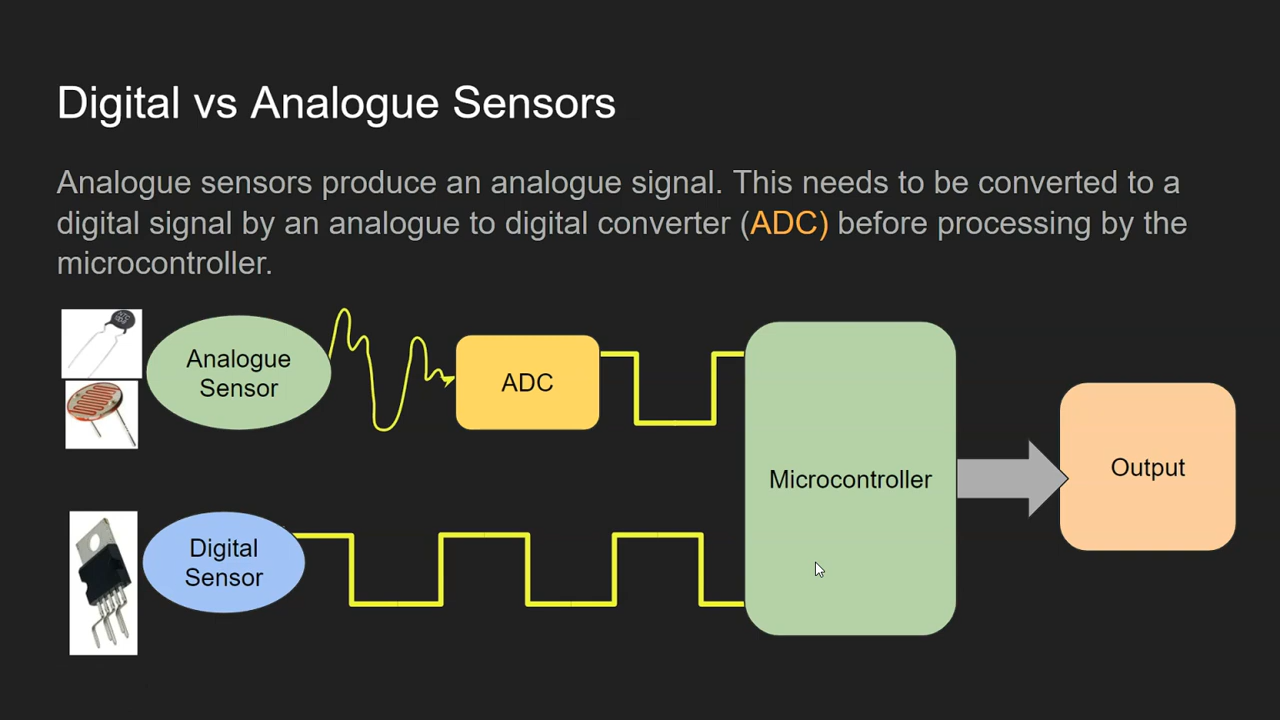 Digital vs Analogue Sensors
Analogue sensors produce an analogue signal. This needs to be converted to a
digital signal by an analogue to digital converter (ADC) before processing by the
microcontroller.
Analogue
Sensor
ADC
Microcontroller
Output
Digital
Sensor